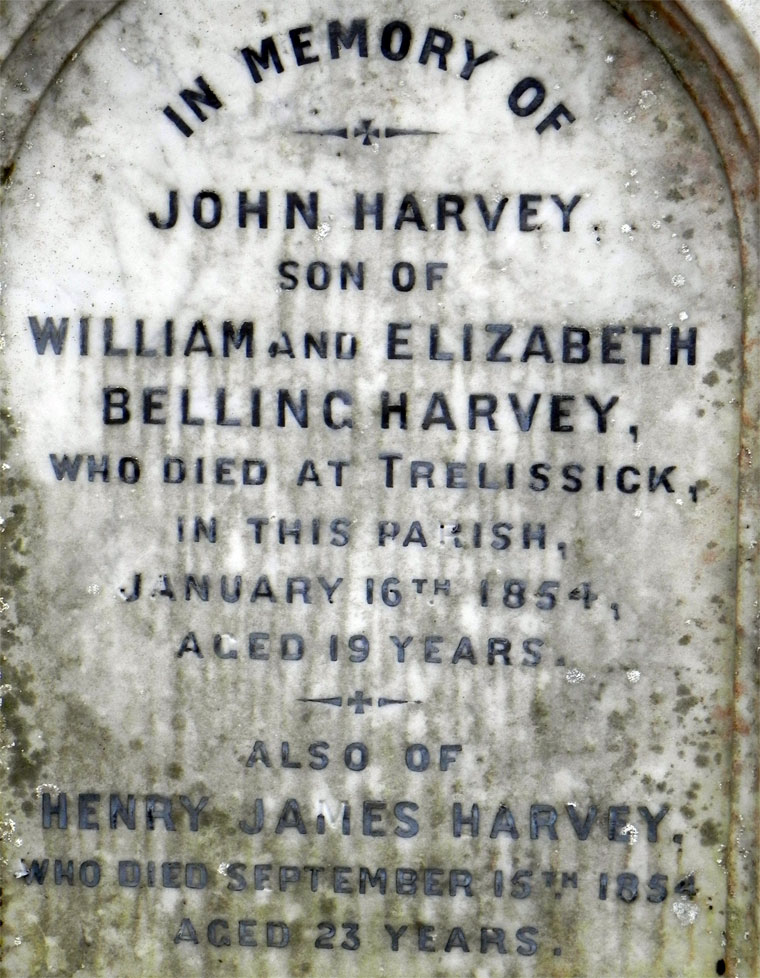 IN MEMORY OF
JOHN HARVEY.
SON OF
WILLIAM AND ELIZABETH
BELLING HARVEY,
WHO DIED AT TRELISSICK,
IN THIS PARISH,
JANUARY 16TH 1854,
AGED 19 YEARS.
ALSO OF
HENRY JAMES HARVEY.
WHO DIED SEPTEMBER 15TH 1854
AGED 23 YEARS.